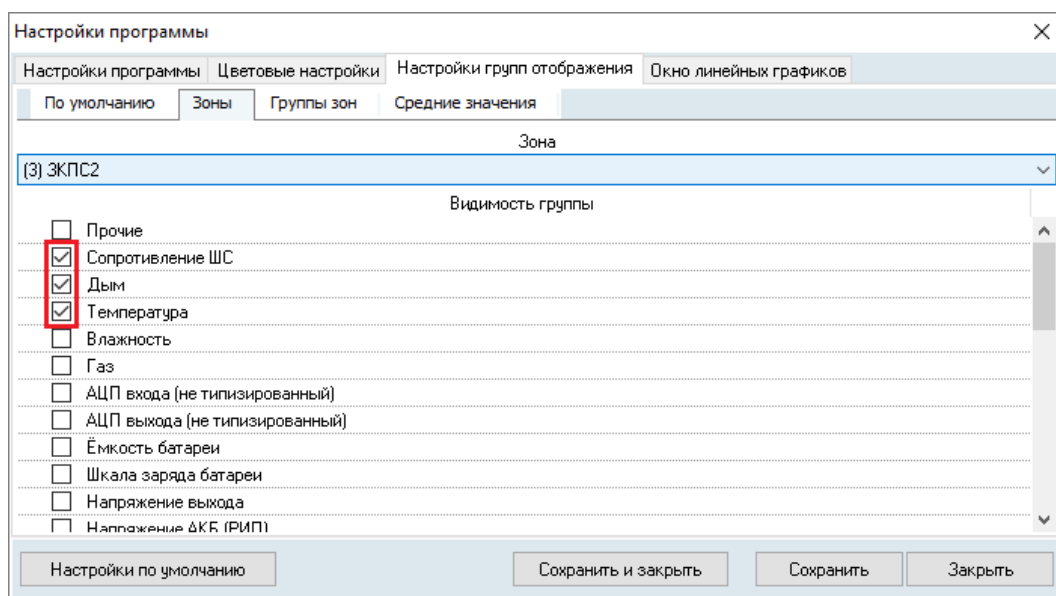 Настройки программы
Настройки программы Цветовые настройки Настройки групп отображения Окно линейных графиков
По умолчанию Зоны Группы зон Средние значения
Зона
(3) ЗКПС2
Видимость группы
Прочие
Сопротивление ШС
Дым
Температура
Влажность
Газ
АЦП входа (не типизированный)
АЦП выхода (не типизированный)
Ёмкость батареи
Шкала заряда батареи
Напряжение выхода
Напряжение АКБ (РИП)
Настройки по умолчанию Сохранить и закрыть Сохранить Закрыть